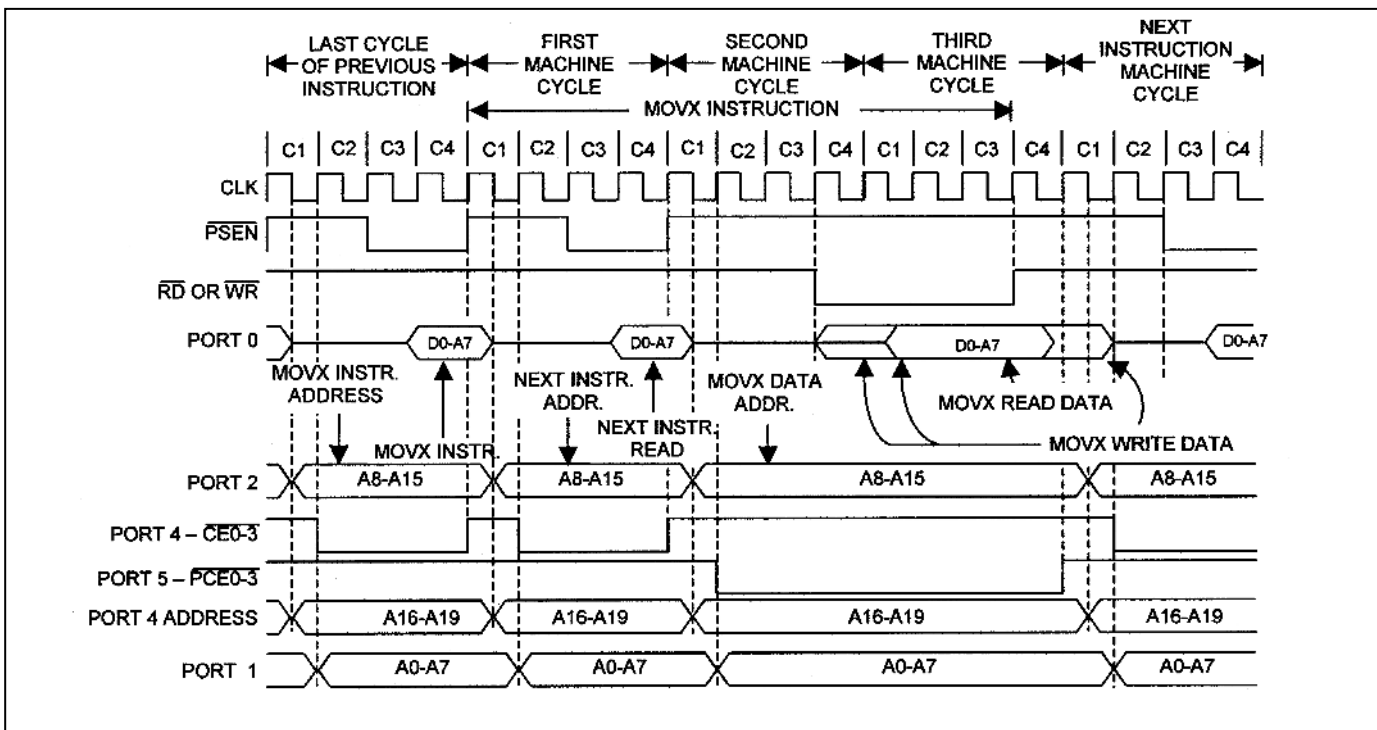 LAST CYCLE
OF PREVIOUS
INSTRUCTION
FIRST
MACHINE
CYCLE
SECOND
MACHINE
CYCLE
THIRD
MACHINE
CYCLE
NEXT
INSTRUCTION
MACHINE
CYCLE
MOVX INSTRUCTION
C1 C2 C3 C4 C1 C2 C3 C4 C1 C2 C3 C4 C1 C2 C3 C4 C1 C2 C3 C4
CLK
PSEN
RD OR WR
PORT 0 D0-A7 D0-A7 D0-A7 D0-A7
MOVX INSTR.
ADDRESS
MOVX INSTR.
NEXT INSTR.
ADDR.
NEXT INSTR.
READ
MOVX DATA
ADDR.
MOVX READ DATA
MOVX WRITE DATA
PORT 2 A8-A15 A8-A15 A8-A15 A8-A15
PORT 4 – CE0-3
PORT 5 – PCE0-3
PORT 4 ADDRESS A16-A19 A16-A19 A16-A19 A16-A19
PORT 1 A0-A7 A0-A7 A0-A7 A0-A7